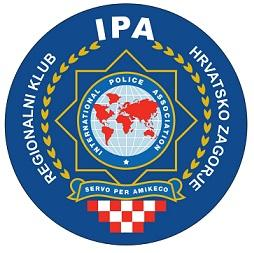 IPA
REGIONALNI KLUB
HRVATSKO ZAGORJE
INTERNATIONAL POLICE ASSOCIATION
SERVO PER AMIKECO